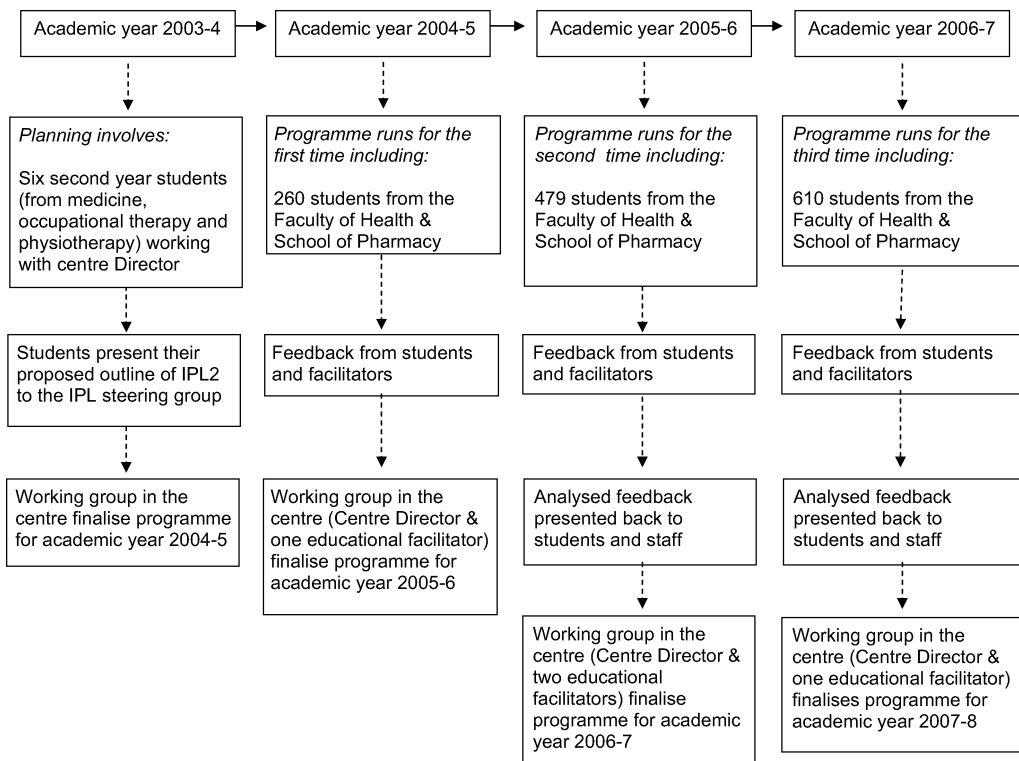 Academic year 2003-4
Academic year 2004-5
Academic year 2005-6
Academic year 2006-7
Planning involves:
Six second year students
(from medicine,
occupational therapy and
physiotherapy) working
with centre Director
Programme runs for the
first time including:
260 students from the
Faculty of Health &
School of Pharmacy
Programme runs for the
second  time including:
479 students from the
Faculty of Health &
School of Pharmacy
Programme runs for the
third time including:
610 students from the
Faculty of Health &
School of Pharmacy
Students present their
proposed outline of IPL2
to the IPL steering group
Feedback from students
and facilitators
Feedback from students
and facilitators
Feedback from students
and facilitators
Working group in the
centre finalise programme
for academic year 2004-5
Working group in the
centre (Centre Director &
one educational facilitator)
finalise programme for
academic year 2005-6
Analysed feedback
presented back to
students and staff
Analysed feedback
presented back to
students and staff
Working group in the
centre (Centre Director &
two educational
facilitators) finalise
programme for academic
year 2006-7
Working group in the
centre (Centre Director &
one educational facilitator)
finalises programme for
academic year 2007-8